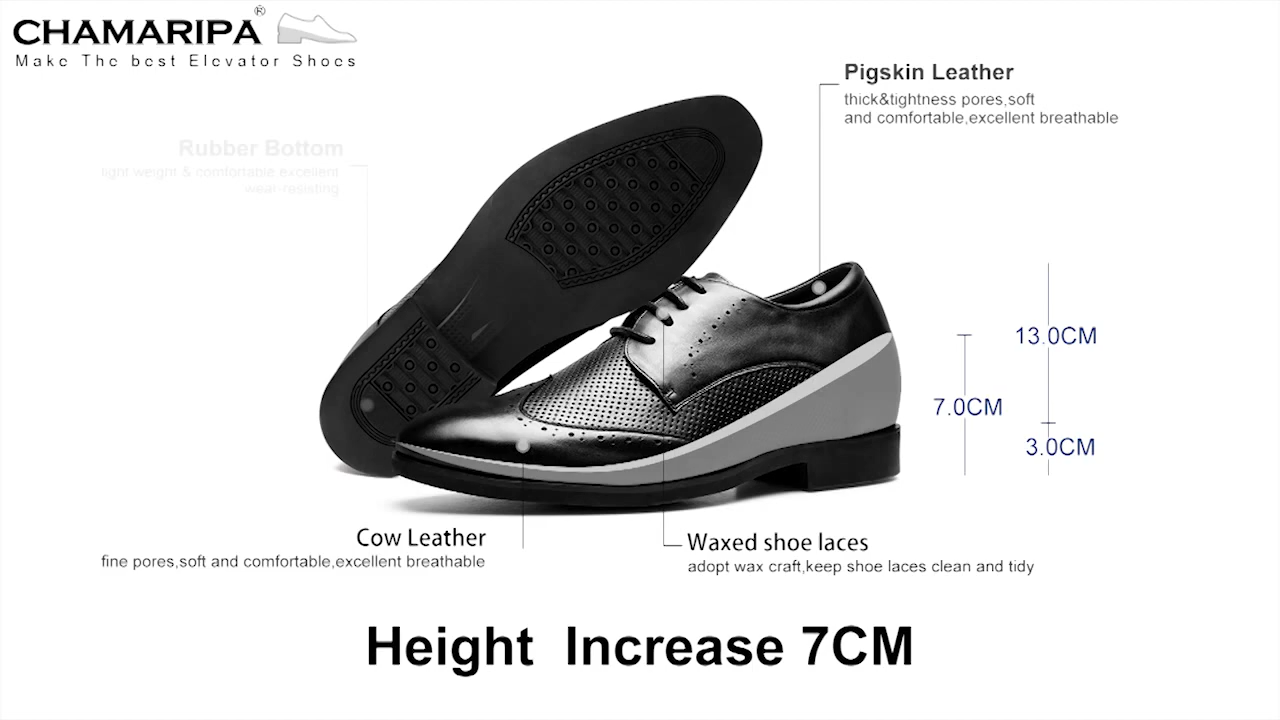 CHAMARIPA®
Make The best Elevator Shoes
Pigskin Leather
thick&tightness pores,soft
and comfortable,excellent breathable
Rubber Bottom
light weight & comfortable excellent
wear-resisting
13.0CM
7.0CM
3.0CM
Cow Leather
fine pores,soft and comfortable,excellent breathable
Waxed shoe laces
adopt wax craft,keep shoe laces clean and tidy
Height Increase 7CM